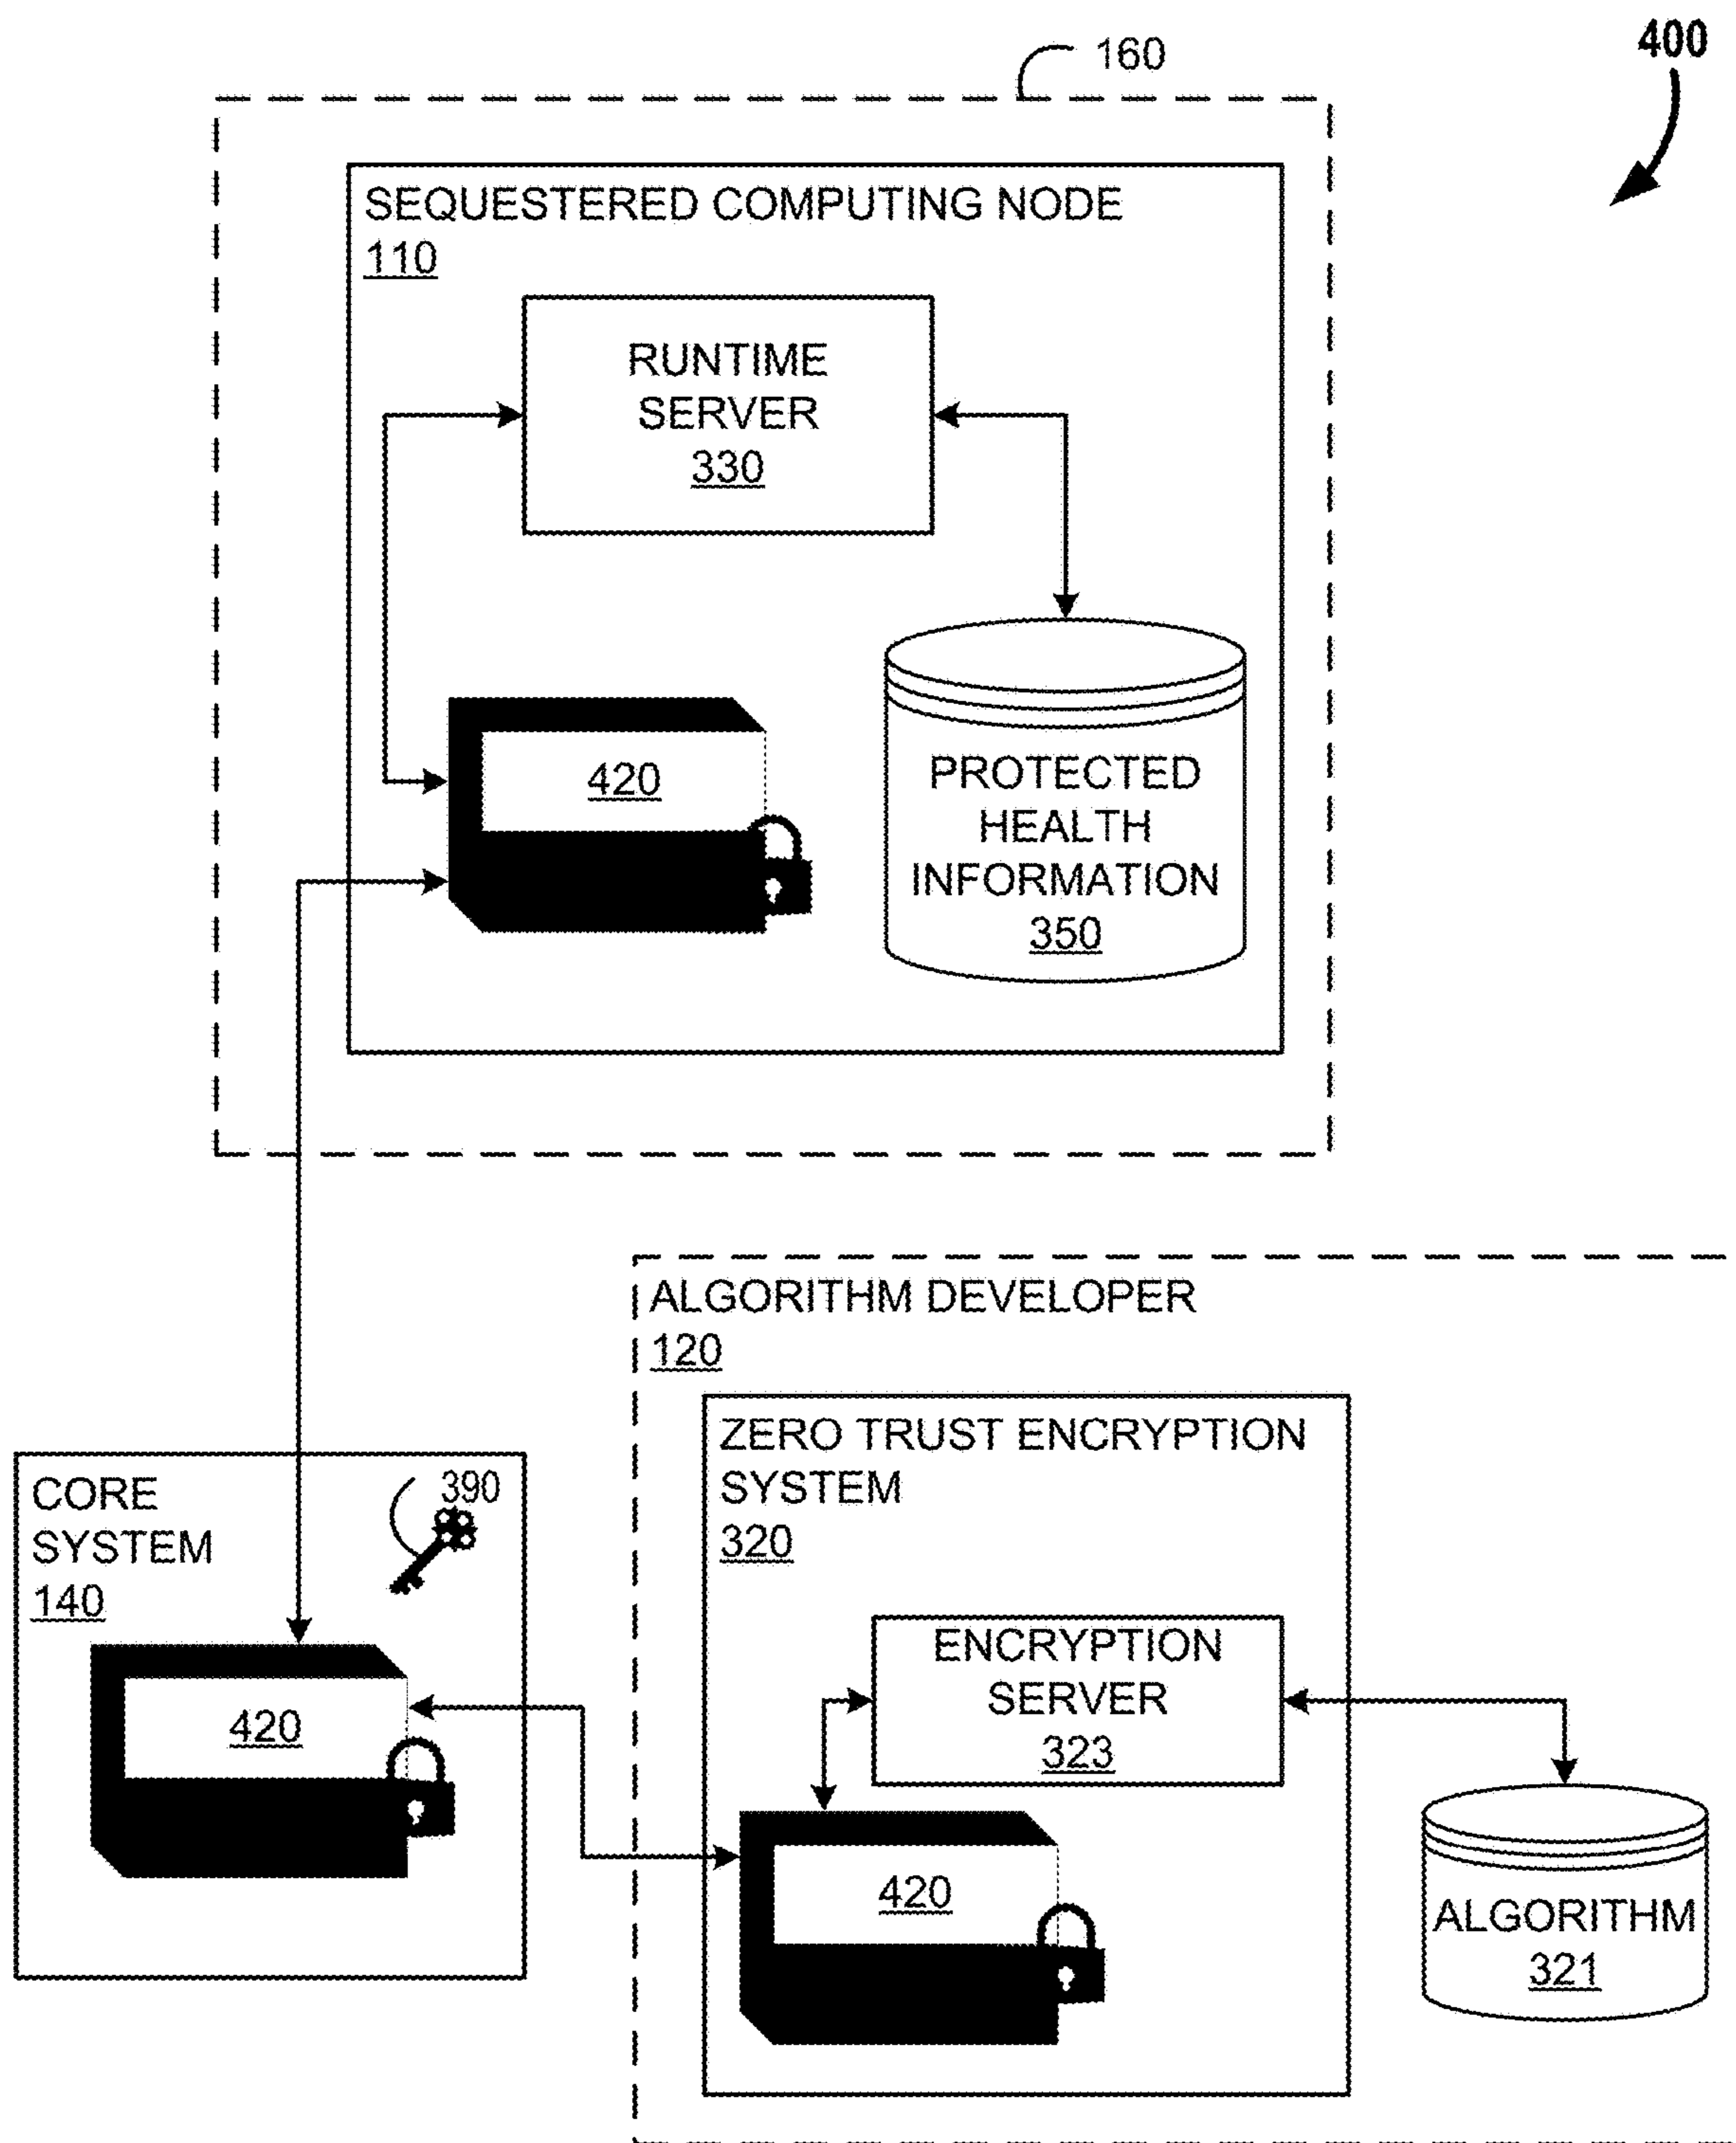 400
160
SEQUESTERED COMPUTING NODE
110
RUNTIME
SERVER
330
420
PROTECTED
HEALTH
INFORMATION
350
ALGORITHM DEVELOPER
120
ZERO TRUST ENCRYPTION
SYSTEM
320
CORE
SYSTEM
140
390
ENCRYPTION
SERVER
323
420
420
ALGORITHM
321